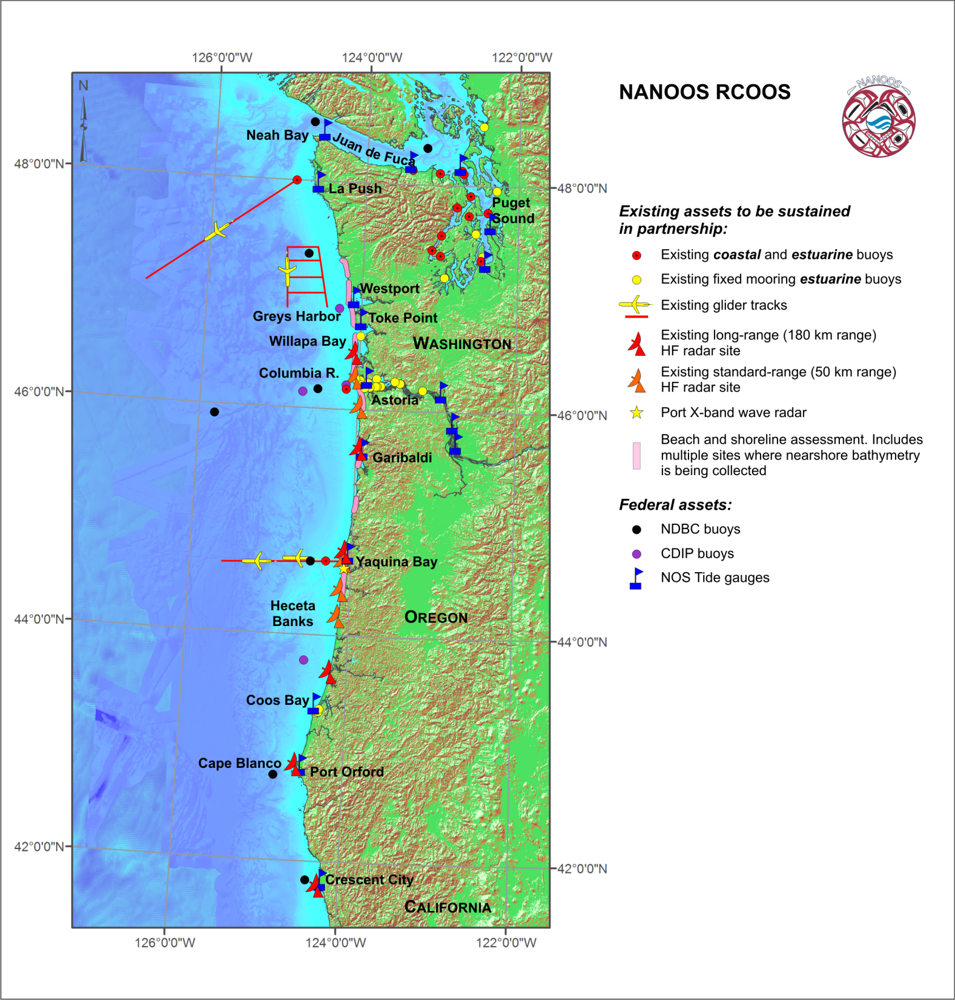 126°0'0"W
124°0'0"W
122°0'0"W
N
48°0'0"N
46°0'0"N
44°0'0"N
42°0'0"N
Neah Bay
Juan de Fuca
La Push
Puget
Sound
Westport
Greys Harbor
Toke Point
Willapa Bay
WASHINGTON
Columbia R.
Astoria
Garibaldi
Yaquina Bay
Heceta
Banks
OREGON
Coos Bay
Cape Blanco
Port Orford
Crescent City
CALIFORNIA
48°0'0"N
46°0'0"N
44°0'0"N
42°0'0"N
126°0'0"W
124°0'0"W
122°0'0"W
NANOOS RCOOS
NANOOS
Existing assets to be sustained
in partnership:
Existing coastal and estuarine buoys
Existing fixed mooring estuarine buoys
Existing glider tracks
Existing long-range (180 km range)
HF radar site
Existing standard-range (50 km range)
HF radar site
Port X-band wave radar
Beach and shoreline assessment. Includes
multiple sites where nearshore bathymetry
is being collected
Federal assets:
NDBC buoys
CDIP buoys
NOS Tide gauges